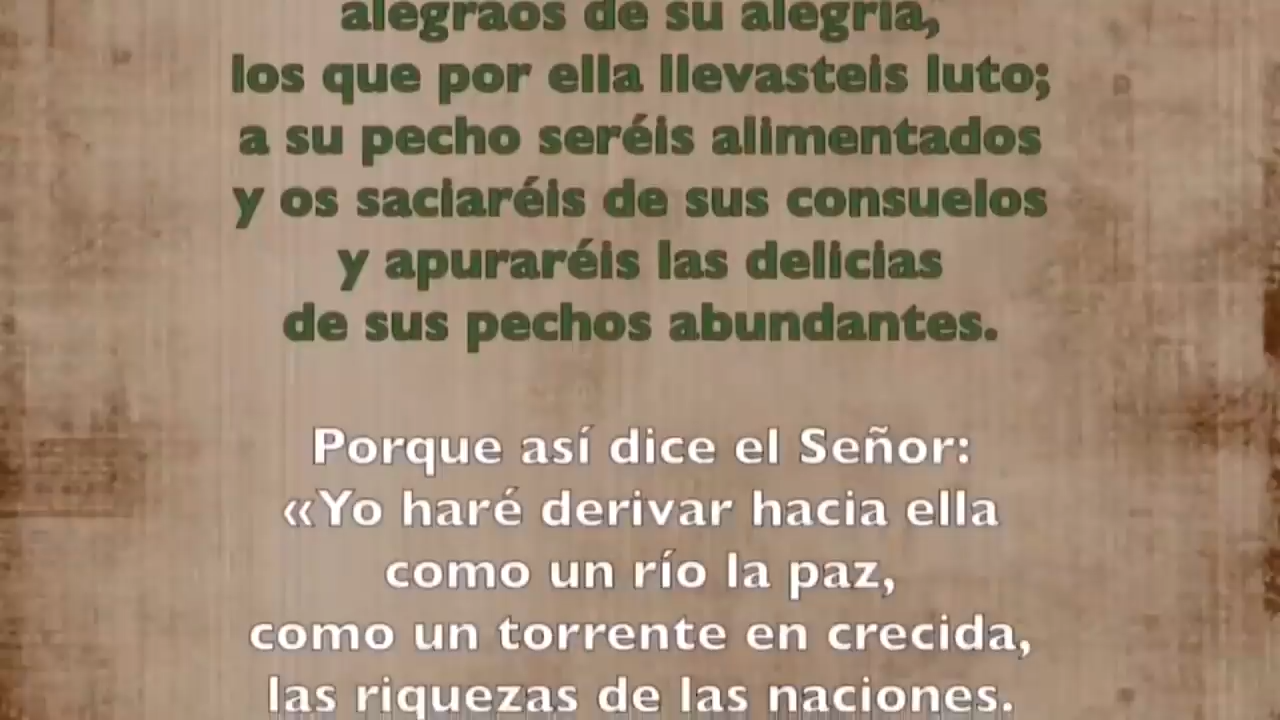 alegraos de su alegría,
los que por ella llevasteis luto;
a su pecho seréis alimentados
y os saciaréis de sus consuelos
y apuraréis las delicias
de sus pechos abundantes.
Porque así dice el Señor:
«Yo haré derivar hacia ella
como un río la paz,
como un torrente en crecida,
las riquezas de las naciones.